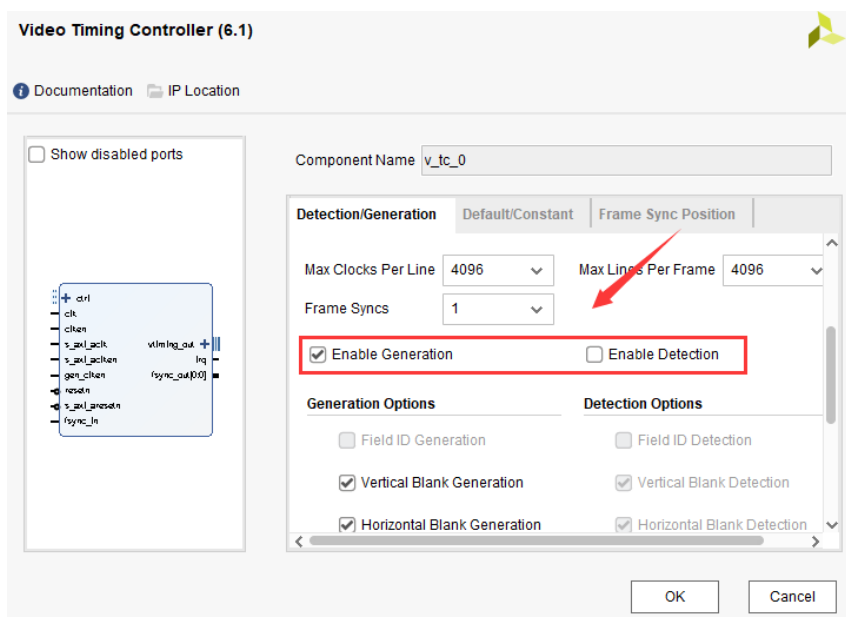 Video Timing Controller (6.1)
Documentation IP Location
Show disabled ports
Component Name v_tc_0
Detection/Generation Default/Constant Frame Sync Position
Max Clocks Per Line 4096 Max Lines Per Frame 4096
Frame Syncs 1
Enable Generation Enable Detection
Generation Options Detection Options
Field ID Generation Field ID Detection
Vertical Blank Generation Vertical Blank Detection
Horizontal Blank Generation Horizontal Blank Detection
ctrl
clk
clken
s_axi_aclk vtiming_out
s_axi_aclken irq
gen_clken fsync_out[0:0]
resetn
s_axi_aresetn
fsync_in
OK Cancel